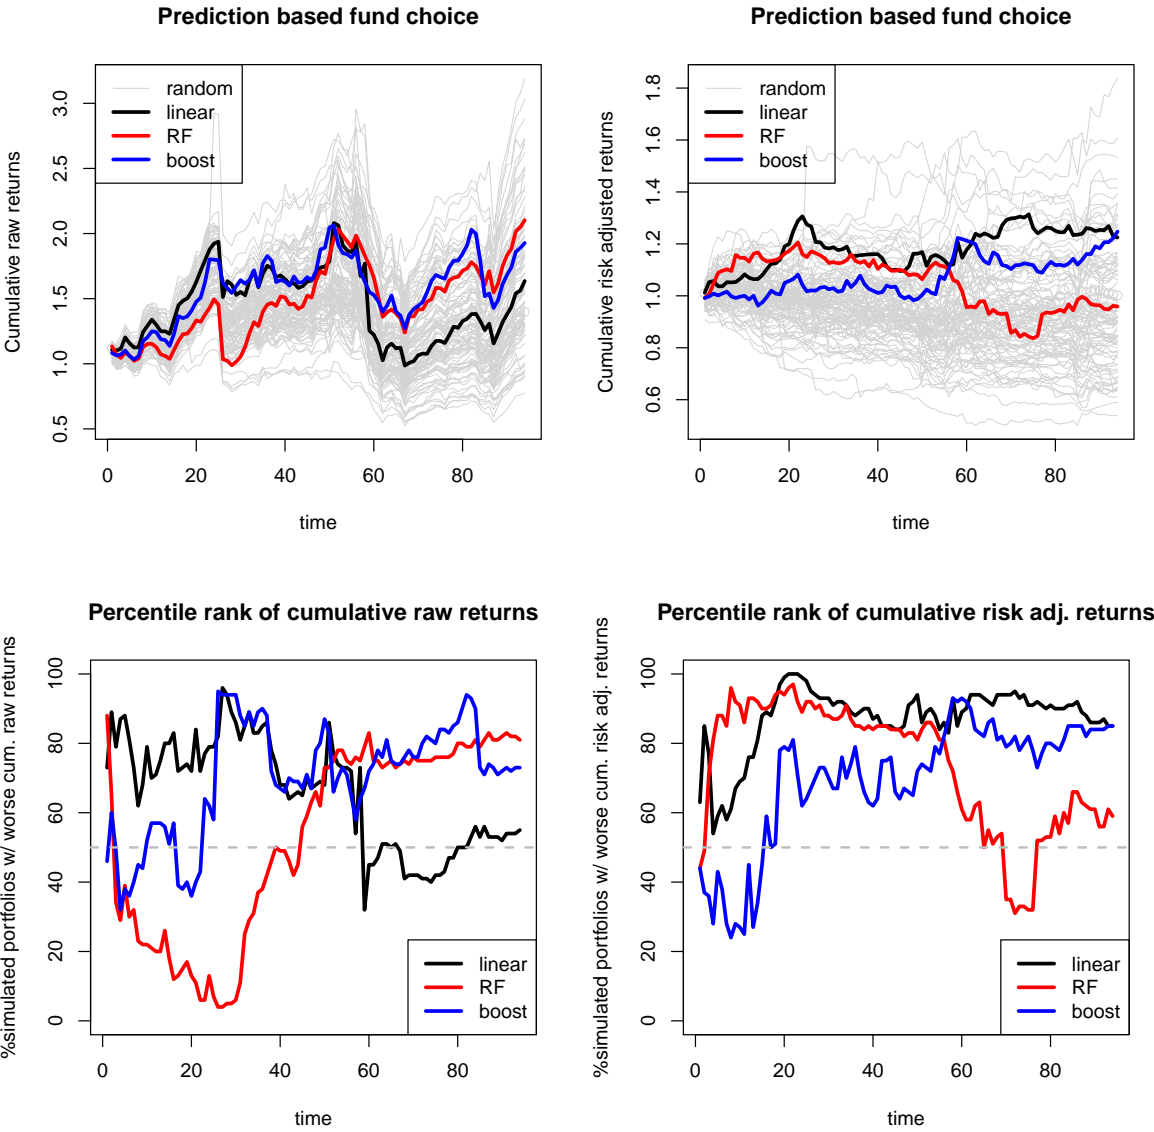 Prediction based fund choice
Cumulative raw returns
3.0
2.5
2.0
1.5
1.0
0.5
random
linear
RF
boost
0 20 40 60 80
time
Prediction based fund choice
Cumulative risk adjusted returns
1.8
1.6
1.4
1.2
1.0
0.8
0.6
random
linear
RF
boost
0 20 40 60 80
time
Percentile rank of cumulative raw returns
%simulated portfolios w/ worse cum. raw returns
100
80
60
40
20
0
linear
RF
boost
0 20 40 60 80
time
Percentile rank of cumulative risk adj. returns
%simulated portfolios w/ worse cum. risk adj. returns
100
80
60
40
20
0
linear
RF
boost
0 20 40 60 80
time